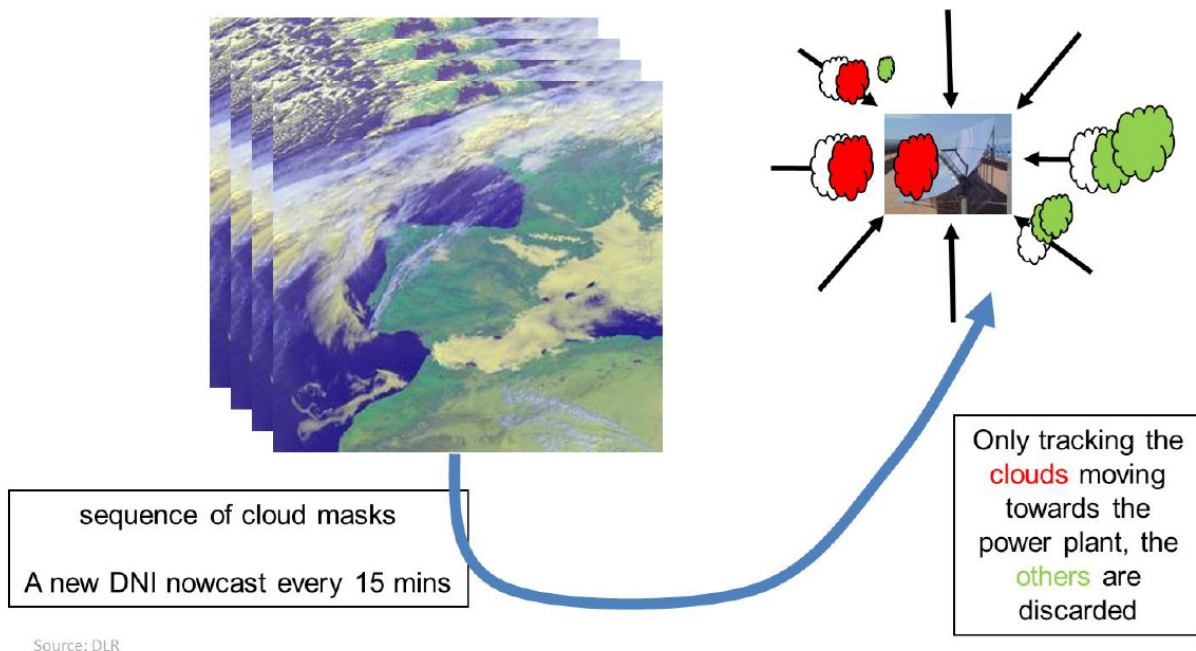 sequence of cloud masks
A new DNI nowcast every 15 mins
Only tracking the
clouds moving
towards the
power plant, the
others are
discarded
Source: DLR